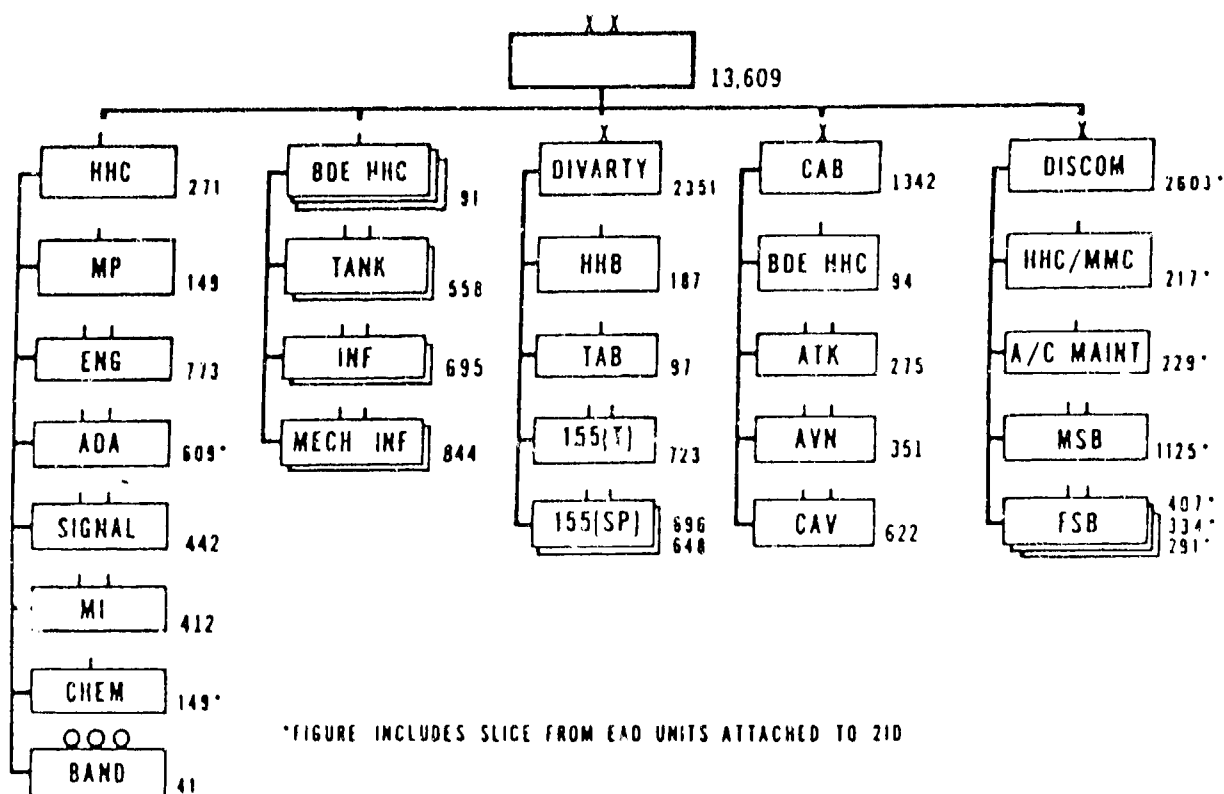 13,609
HHC 271
MP 149
ENG 773
ADA 609*
SIGNAL 442
MI 412
CHEM 149*
BAND 41
BDE HHC 91
TANK 558
INF 695
MECH INF 844
DIVARTY 2351
HHB 187
TAB 97
155(T) 723
155(SP) 696
648
CAB 1342
BDE HHC 94
ATK 275
AVN 351
CAV 622
DISCOM 2603*
HHC/MMC 217*
A/C MAINT 229*
MSB 1125*
FSB 407*
334*
291*
*FIGURE INCLUDES SLICE FROM EAD UNITS ATTACHED TO 2ID